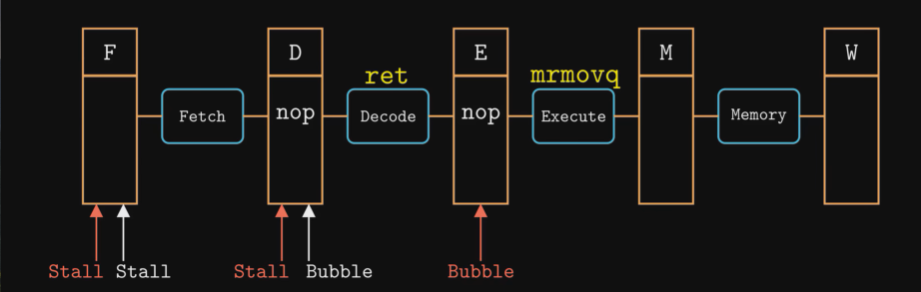 F D E M W
ret mrmovq
Fetch nop Decode nop Execute Memory
Stall Stall Stall Bubble Bubble